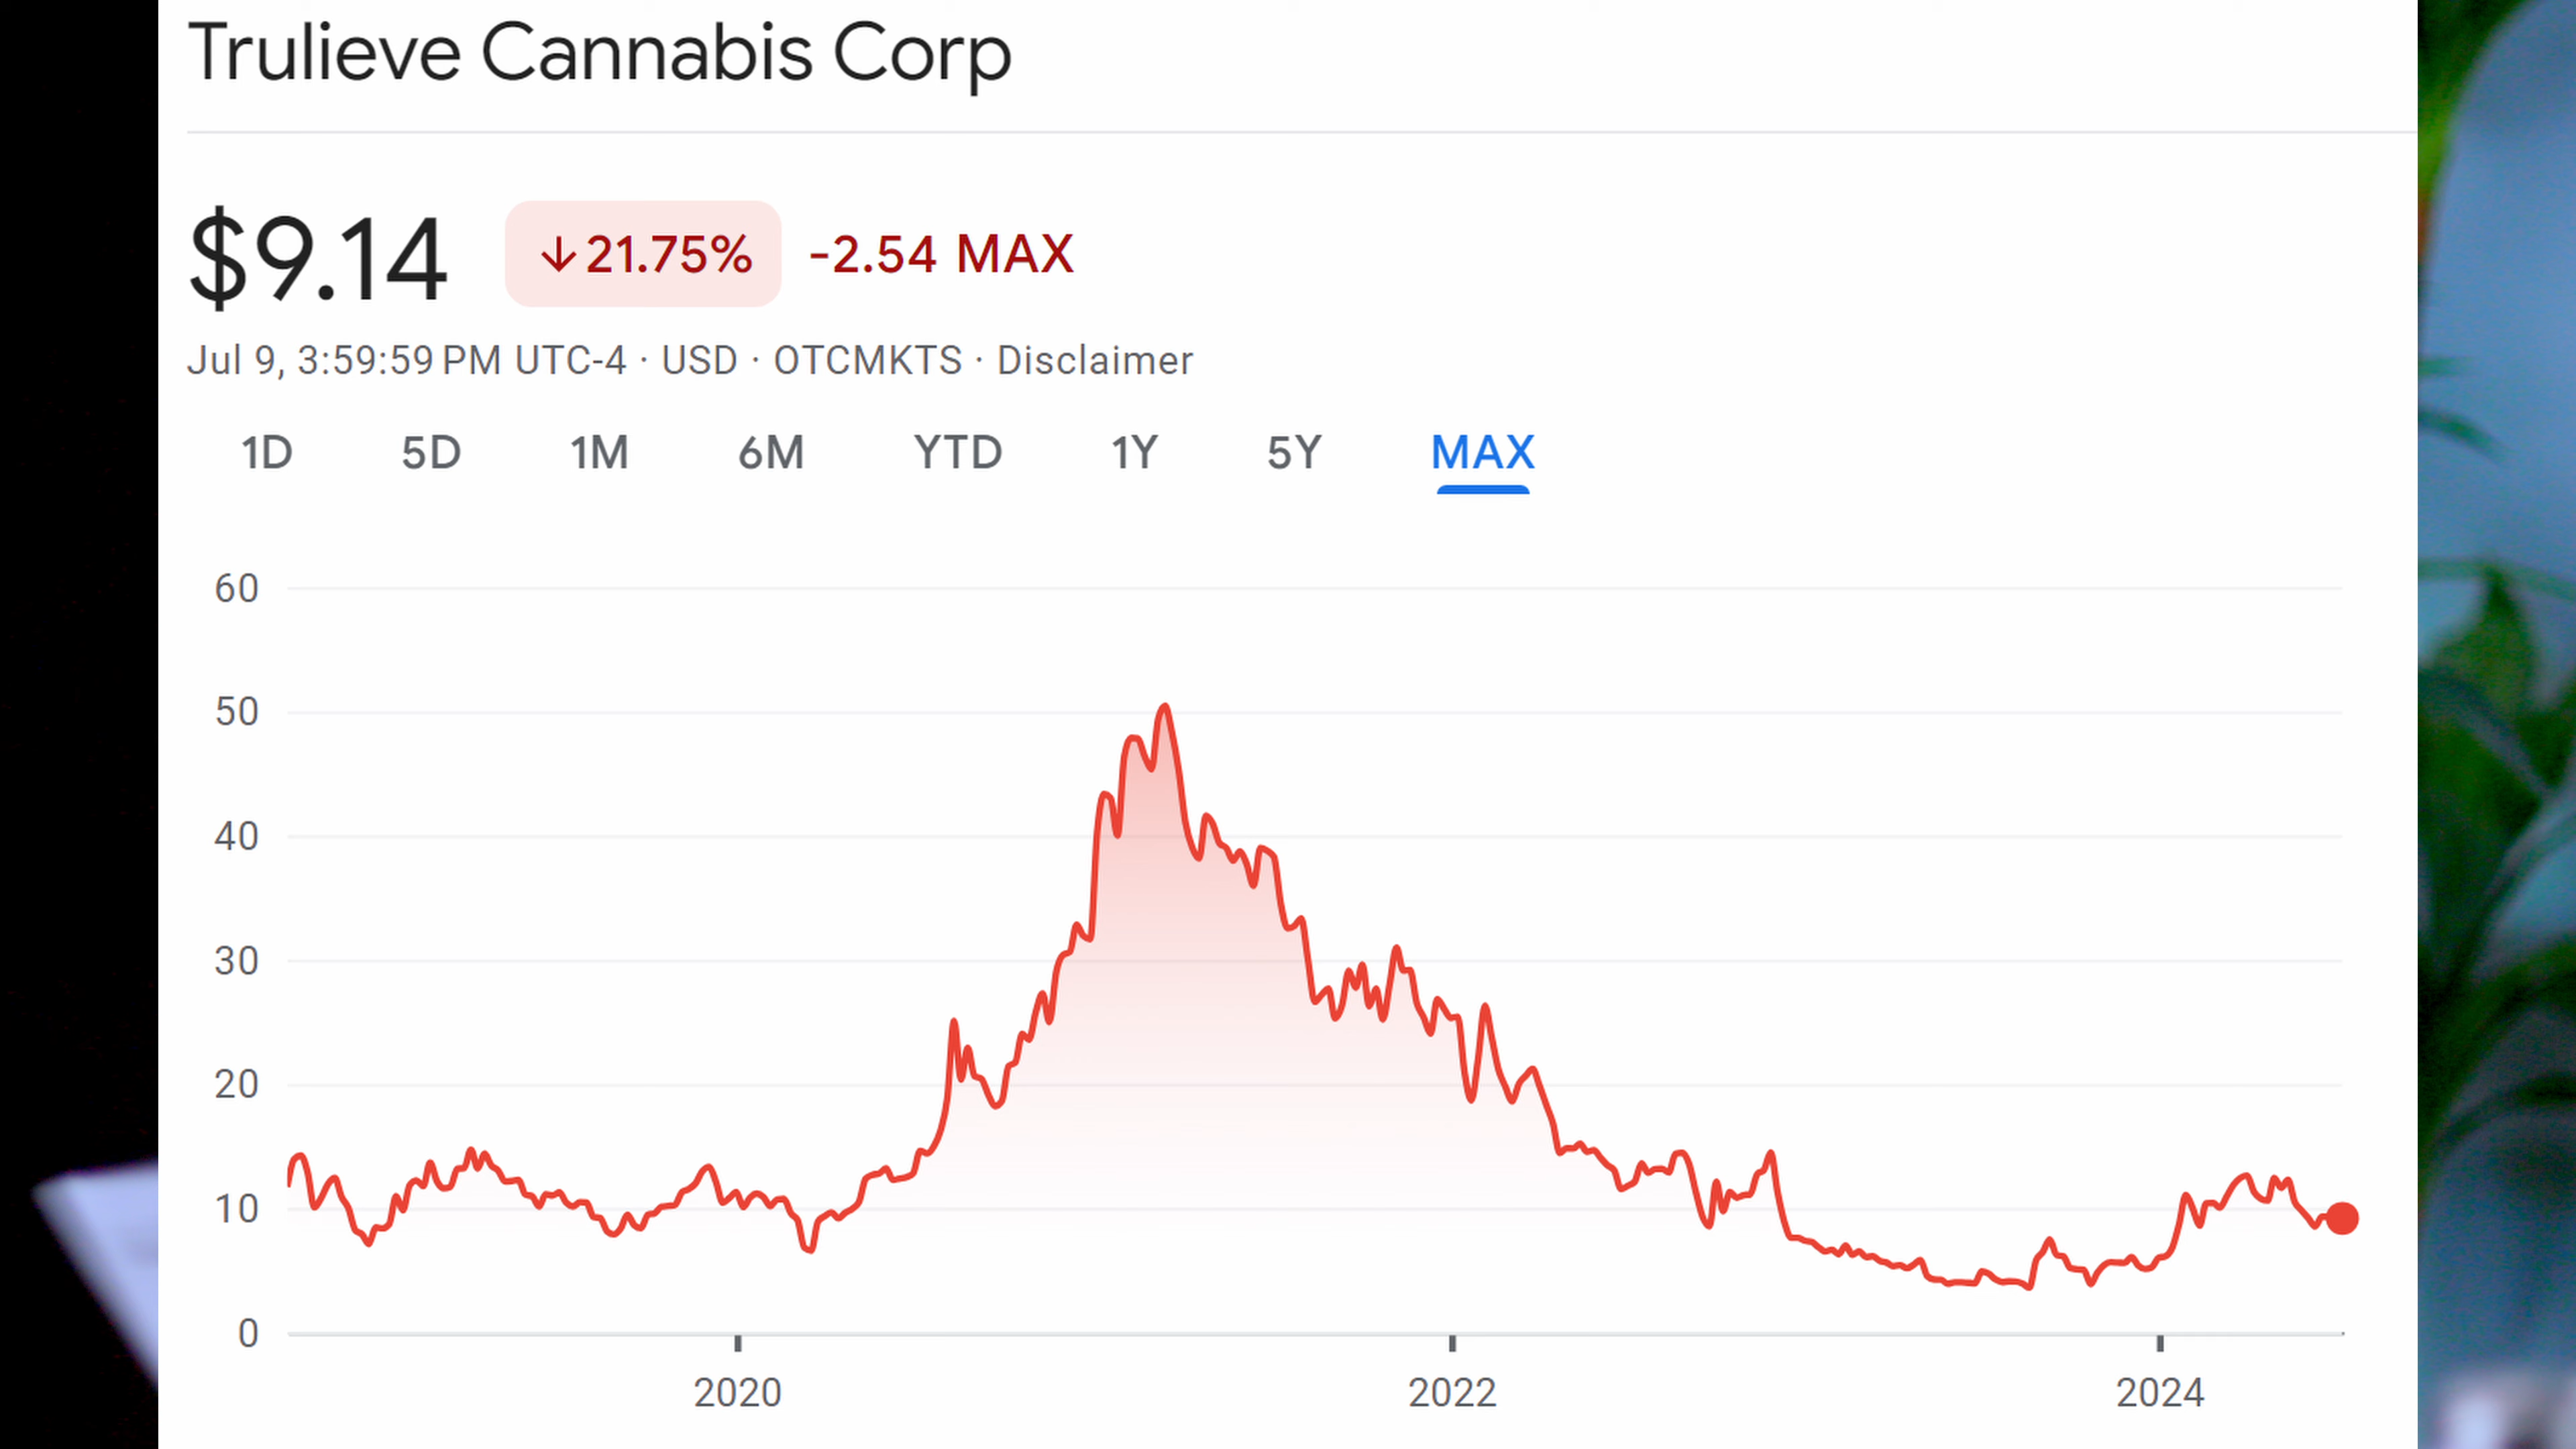 Trulieve Cannabis Corp
$9.14 ↓21.75% -2.54 MAX
Jul 9, 3:59:59 PM UTC-4 · USD · OTCMKTS · Disclaimer
1D 5D 1M 6M YTD 1Y 5Y MAX
60
50
40
30
20
10
0
2020 2022 2024